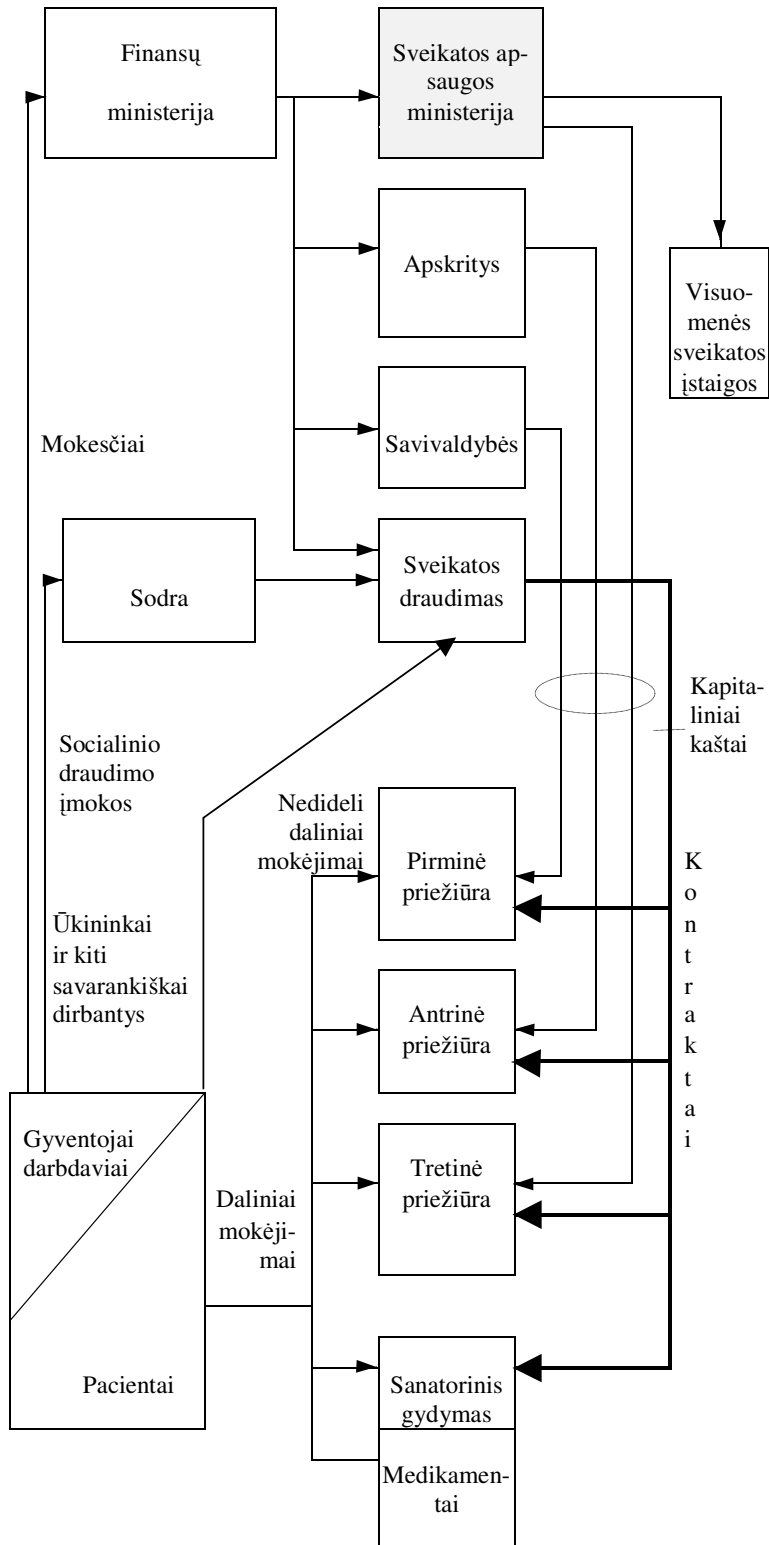 Finansų
ministerija
Sveikatos ap-
saugos
ministerija
Apskritys
Visuo-
menės
sveikatos
įstaigos
Mokesčiai
Savivaldybės
Sodra
Sveikatos
draudimas
Kapita-
liniai
kaštai
Socialinio
draudimo
įmokos
Nedideli
daliniai
mokėjimai
Pirminė
priežiūra
K
o
n
t
r
a
k
t
a
i
Ūkininkai
ir kiti
savarankiškai
dirbantys
Antrinė
priežiūra
Gyventojai
darbdaviai
Tretinė
priežiūra
Daliniai
mokėji-
mai
Pacientai
Sanatorinis
gydymas
Medikamen-
tai